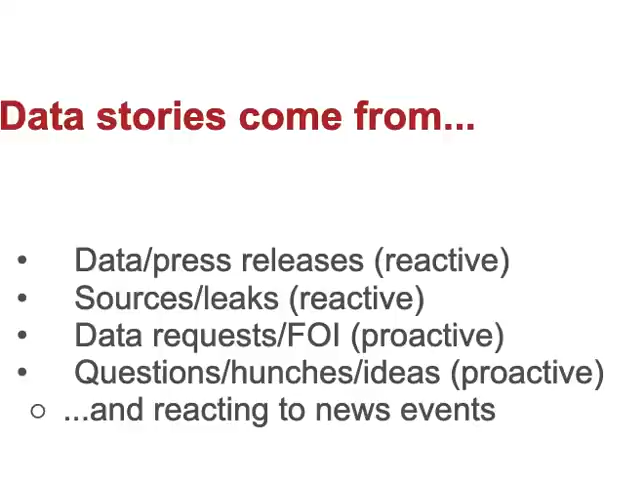 Data stories come from...
• Data/press releases (reactive)
• Sources/leaks (reactive)
• Data requests/FOI (proactive)
• Questions/hunches/ideas (proactive)
○ ...and reacting to news events